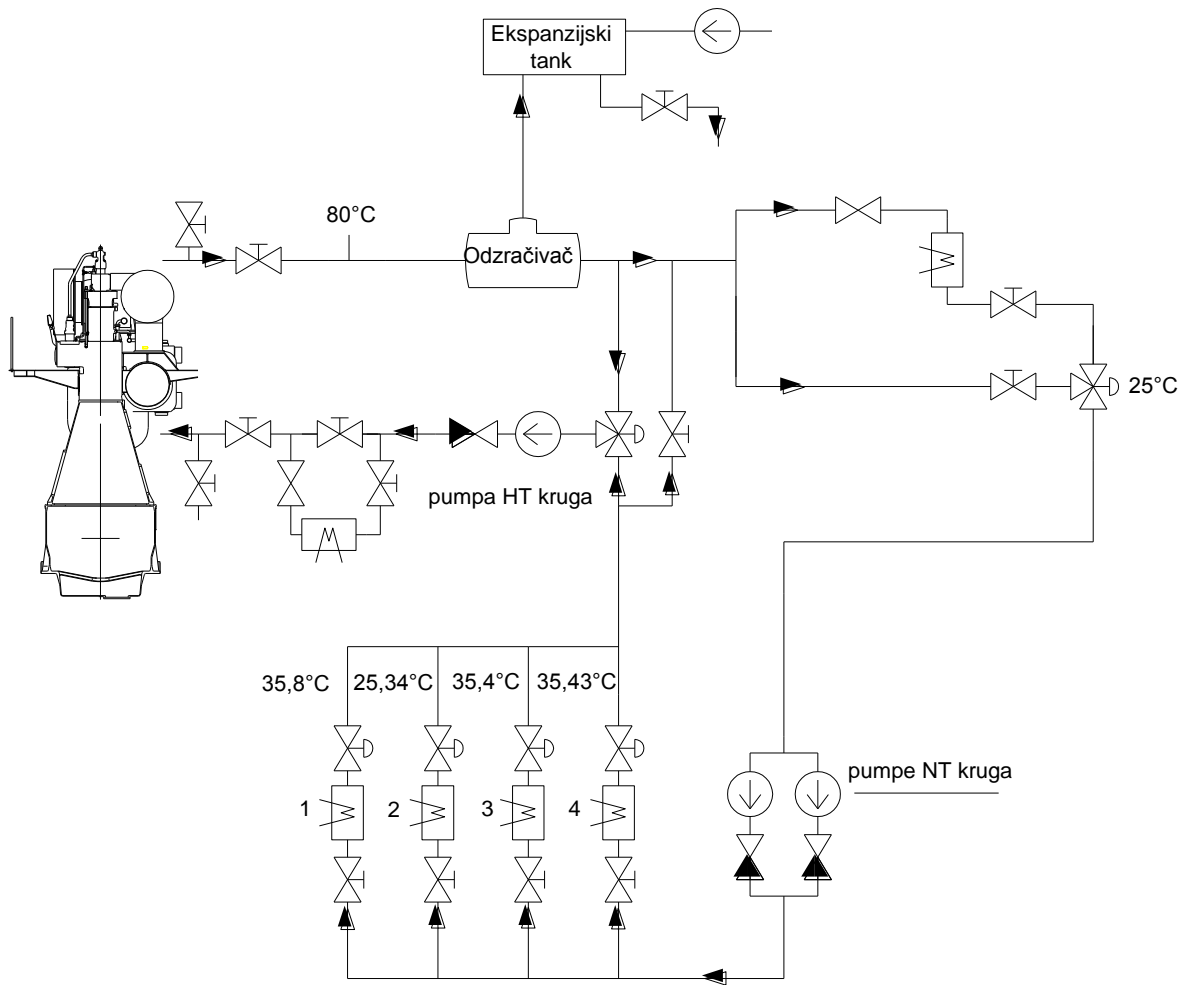 Ekspanzijski
tank
80°C
Odzračivač
25°C
pumpa HT kruga
35,8°C
25,34°C
35,4°C
35,43°C
pumpe NT kruga
1
2
3
4